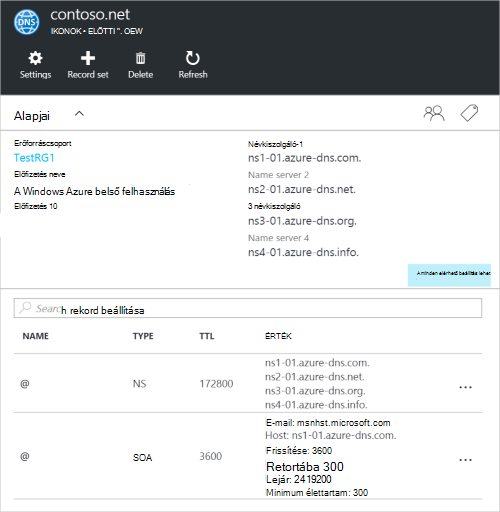 DNS
contoso.net
IKONOK • ELŐTTI ". OEW
Settings
Record set
Delete
Refresh
Alapjai
Erőforráscsoport
TestRG1
Előfizetés neve
A Windows Azure belső felhasználás
Előfizetés 10
Névkiszolgáló-1
ns1-01.azure-dns.com.
Name server 2
ns2-01.azure-dns.net.
3 névkiszolgáló
ns3-01.azure-dns.org.
Name server 4
ns4-01.azure-dns.info.
A minden elérhető beállítás lehet
Search rekord beállítása
NAME TYPE TTL ÉRTÉK
@ NS 172800
ns1-01.azure-dns.com.
ns2-01.azure-dns.net.
ns3-01.azure-dns.org.
ns4-01.azure-dns.info.
...
@ SOA 3600
E-mail: msnhst.microsoft.com
Host: ns1-01.azure-dns.com.
Frissítése: 3600
Retortába 300
Lejár: 2419200
Minimum élettartam: 300
...